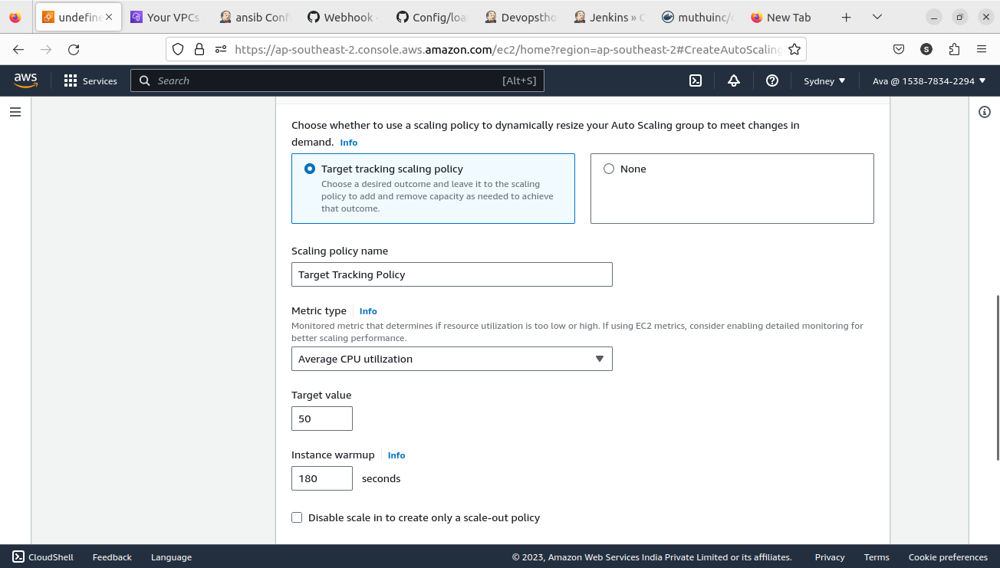 undefine
Your VPCs
ansib Conf
Webhook
Config/loa
Devopstho
Jenkins » C
muthuinc/
New Tab
https://ap-southeast-2.console.aws.amazon.com/ec2/home?region=ap-southeast-2#CreateAutoScaling
S
aws
Services
Search
[Alt+S]
Sydney
Ava @ 1538-7834-2294
Choose whether to use a scaling policy to dynamically resize your Auto Scaling group to meet changes in
demand. Info
Target tracking scaling policy
Choose a desired outcome and leave it to the scaling
policy to add and remove capacity as needed to achieve
that outcome.
None
Scaling policy name
Target Tracking Policy
Metric type Info
Monitored metric that determines if resource utilization is too low or high. If using EC2 metrics, consider enabling detailed monitoring for
better scaling performance.
Average CPU utilization
Target value
50
Instance warmup Info
180 seconds
Disable scale in to create only a scale-out policy
CloudShell
Feedback
Language
© 2023, Amazon Web Services India Private Limited or its affiliates.
Privacy
Terms
Cookie preferences